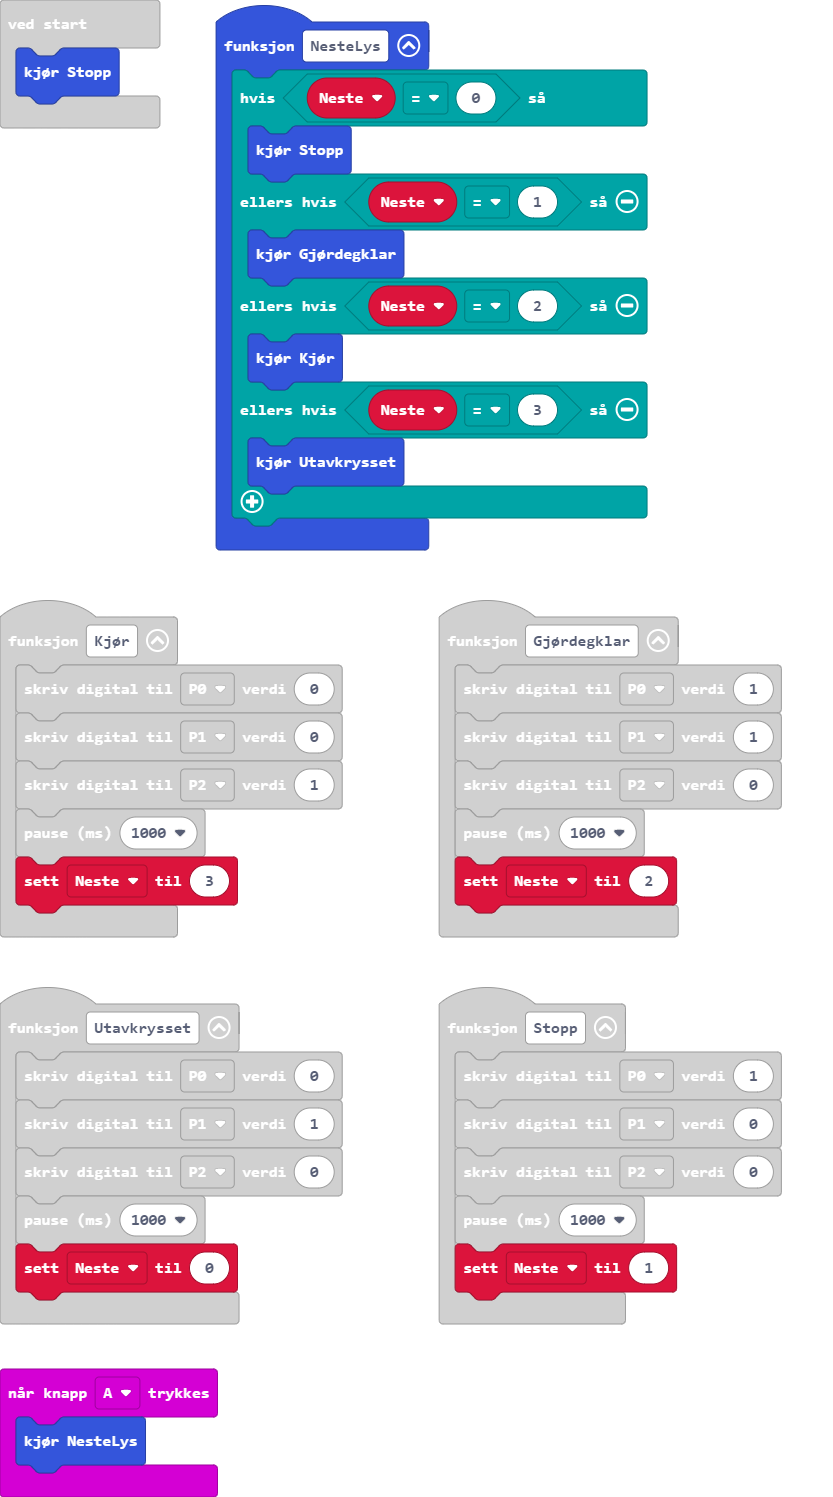 ved start
kjør Stopp
funksjon NesteLys
hvis Neste = 0 så
kjør Stopp
ellers hvis Neste = 1 så
kjør Gjørdegklar
ellers hvis Neste = 2 så
kjør Kjør
ellers hvis Neste = 3 så
kjør Utavkrysset
funksjon Kjør
skriv digital til P0 verdi 0
skriv digital til P1 verdi 0
skriv digital til P2 verdi 1
pause (ms) 1000
sett Neste til 3
funksjon Gjørdegklar
skriv digital til P0 verdi 1
skriv digital til P1 verdi 1
skriv digital til P2 verdi 0
pause (ms) 1000
sett Neste til 2
funksjon Utavkrysset
skriv digital til P0 verdi 0
skriv digital til P1 verdi 1
skriv digital til P2 verdi 0
pause (ms) 1000
sett Neste til 0
funksjon Stopp
skriv digital til P0 verdi 1
skriv digital til P1 verdi 0
skriv digital til P2 verdi 0
pause (ms) 1000
sett Neste til 1
når knapp A trykkes
kjør NesteLys